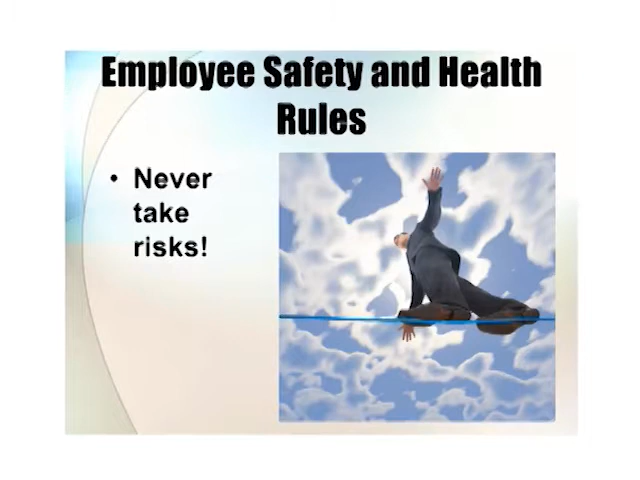 Employee Safety and Health
Rules
• Never
take
risks!